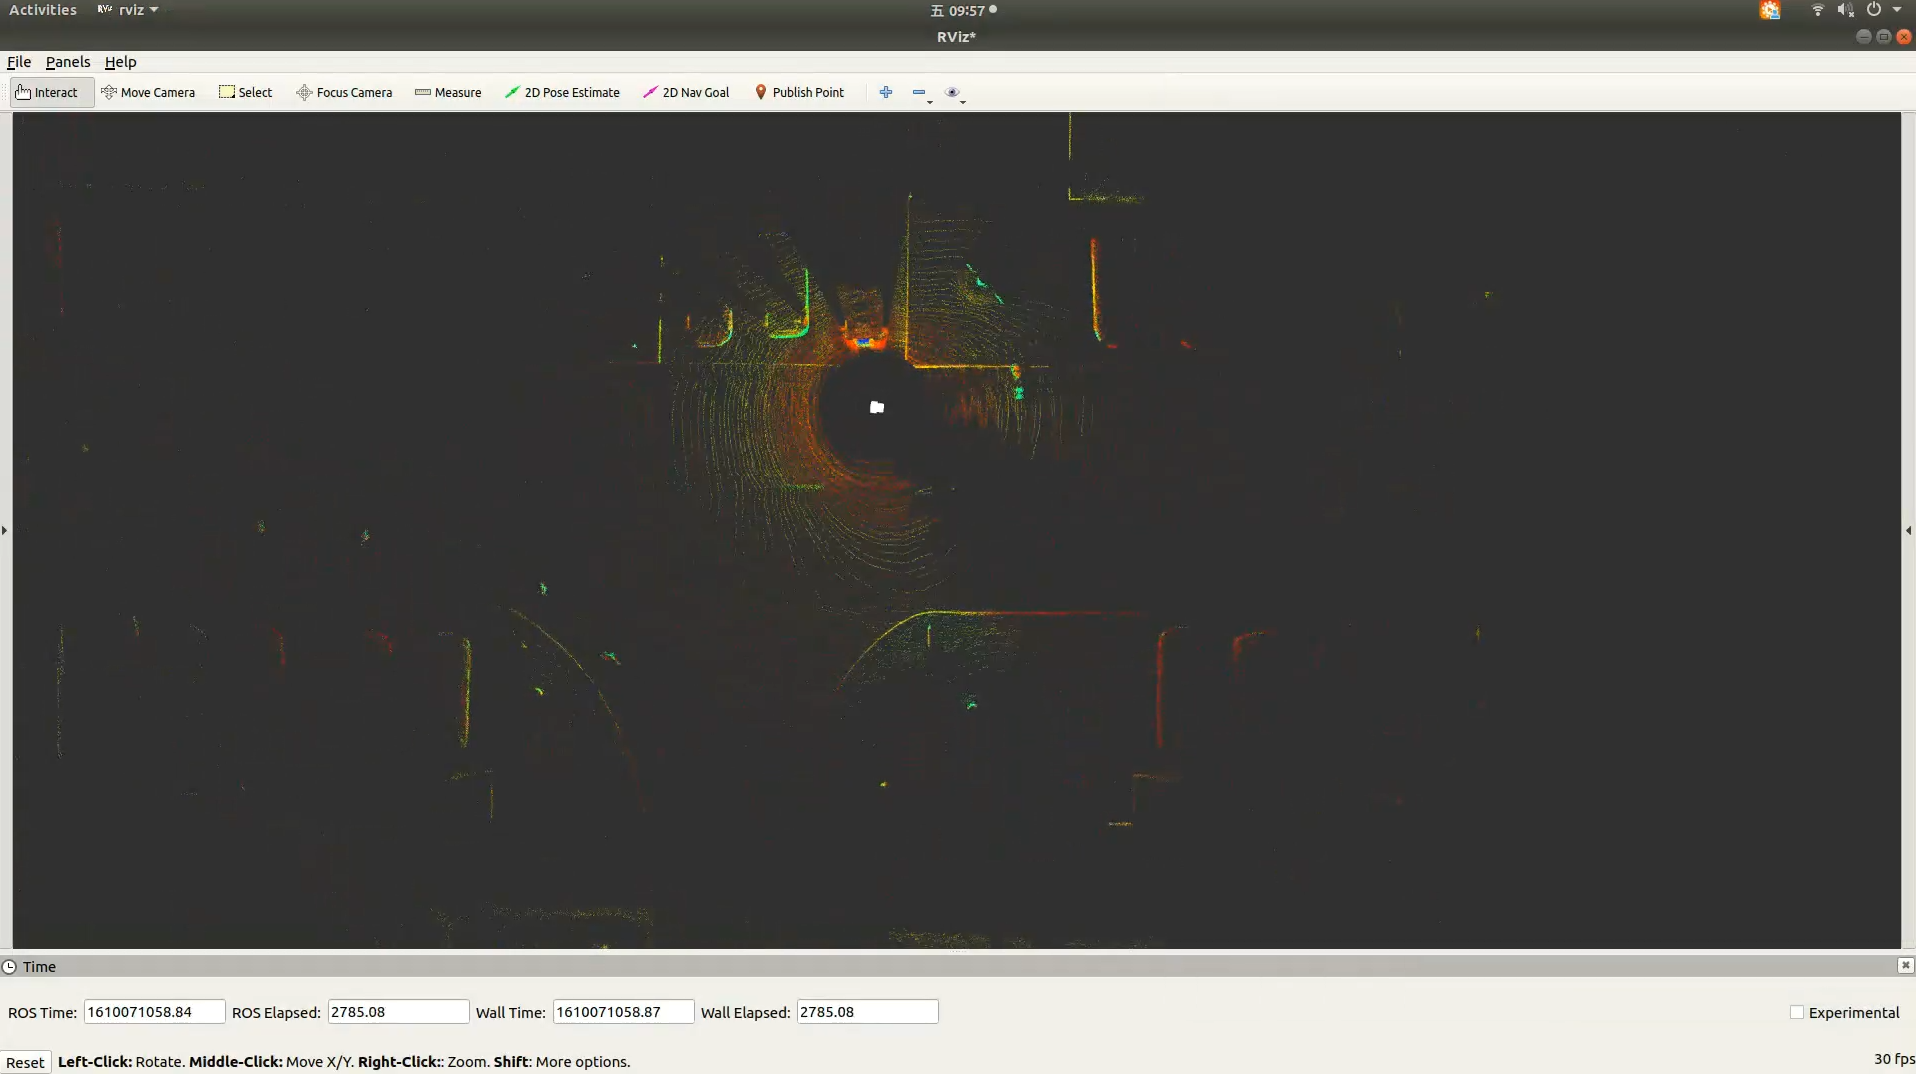 Activities rviz 五 09:57
RViz*
File Panels Help
Interact Move Camera Select Focus Camera Measure 2D Pose Estimate 2D Nav Goal Publish Point
Time
ROS Time: 1610071058.84 ROS Elapsed: 2785.08 Wall Time: 1610071058.87 Wall Elapsed: 2785.08 Experimental
Reset Left-Click: Rotate. Middle-Click: Move X/Y. Right-Click:: Zoom. Shift: More options. 30 fps